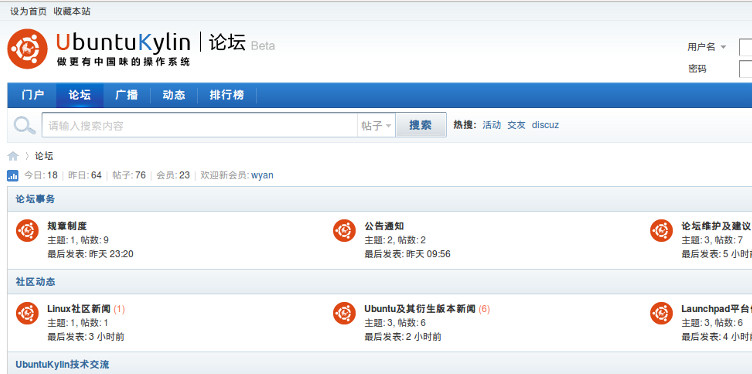 设为首页 收藏本站
UbuntuKylin 论坛 Beta
做更有中国味的操作系统
用户名
密码
门户 论坛 广播 动态 排行榜
请输入搜索内容 帖子 搜索 热搜: 活动 交友 discuz
论坛
今日: 18 | 昨日: 64 | 帖子: 76 | 会员: 23 | 欢迎新会员: wyan
论坛事务
规章制度 公告通知 论坛维护及建议
主题: 1, 帖数: 9 主题: 2, 帖数: 2 主题: 3, 帖数: 7
最后发表: 昨天 23:20 最后发表: 昨天 09:56 最后发表: 5 小时
社区动态
Linux社区新闻 (1) Ubuntu及其衍生版本新闻 (6) Launchpad平台
主题: 1, 帖数: 1 主题: 3, 帖数: 6 主题: 3, 帖数: 6
最后发表: 3 小时前 最后发表: 2 小时前 最后发表: 4 小时
UbuntuKylin技术交流